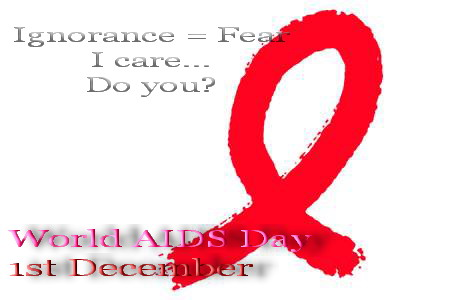 Ignorance = Fear
I care...
Do you?
World AIDS Day
1st December